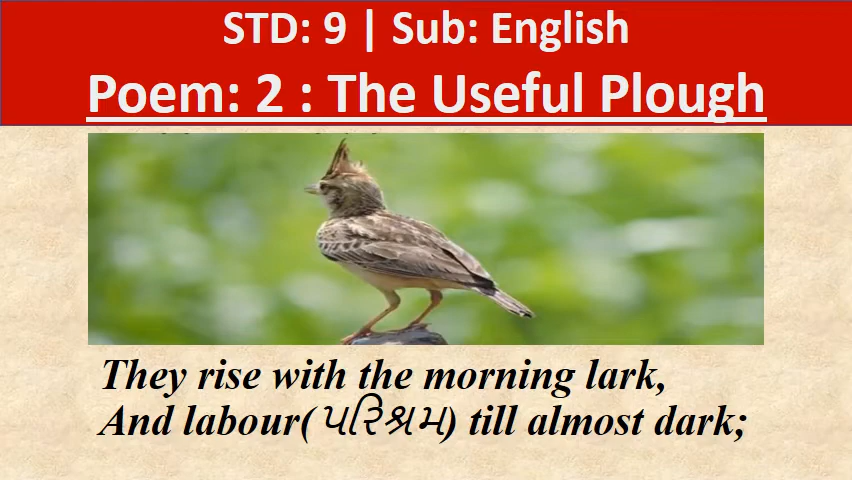 STD: 9 | Sub: English
Poem: 2 : The Useful Plough
They rise with the morning lark,
And labour(પરિશ્રમ) till almost dark;